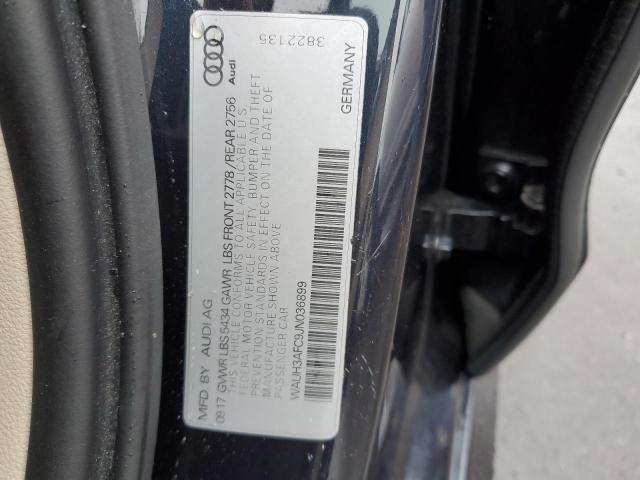 MFD BY AUDI AG
09 17 GVWR LBS 5434 GAWR LBS FRONT 2778 / REAR 2756
THIS VEHICLE CONFORMS TO ALL APPLICABLE U.S.
FEDERAL MOTOR VEHICLE SAFETY, BUMPER AND THEFT
PREVENTION STANDARDS IN EFFECT ON THE DATE OF
MANUFACTURE SHOWN ABOVE
PASSENGER CAR
WAUH3AFC9JN036899
GERMANY
Audi
3822135